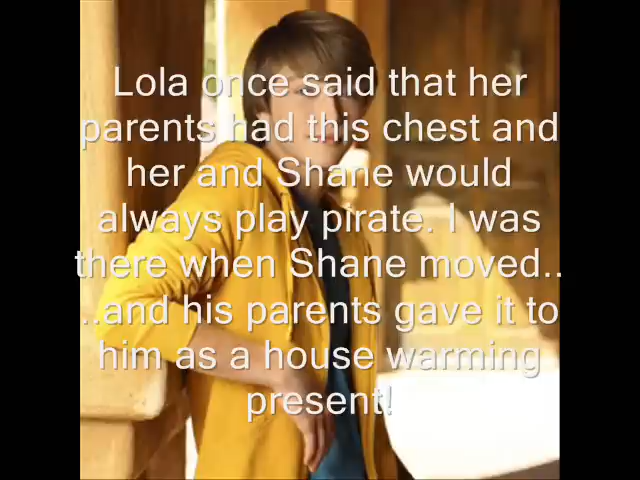 Lola once said that her
parents had this chest and
her and Shane would
always play pirate. I was
there when Shane moved..
..and his parents gave it to
him as a house warming
present!